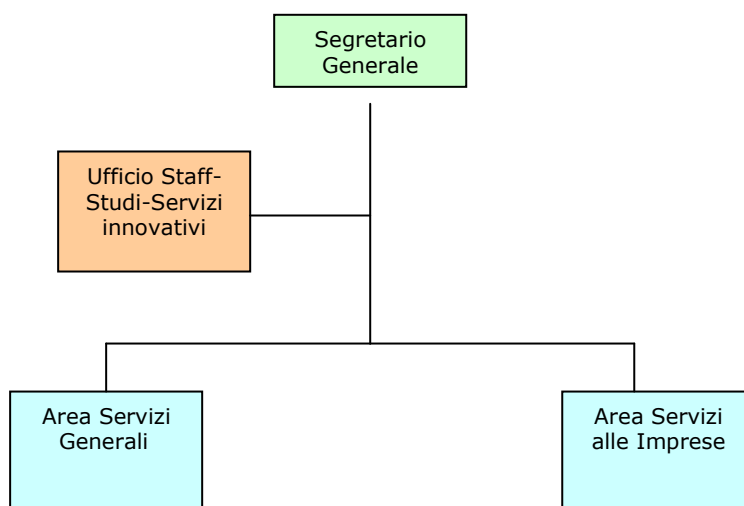 Segretario
Generale
Ufficio Staff-
Studi-Servizi
innovativi
Area Servizi
Generali
Area Servizi
alle Imprese